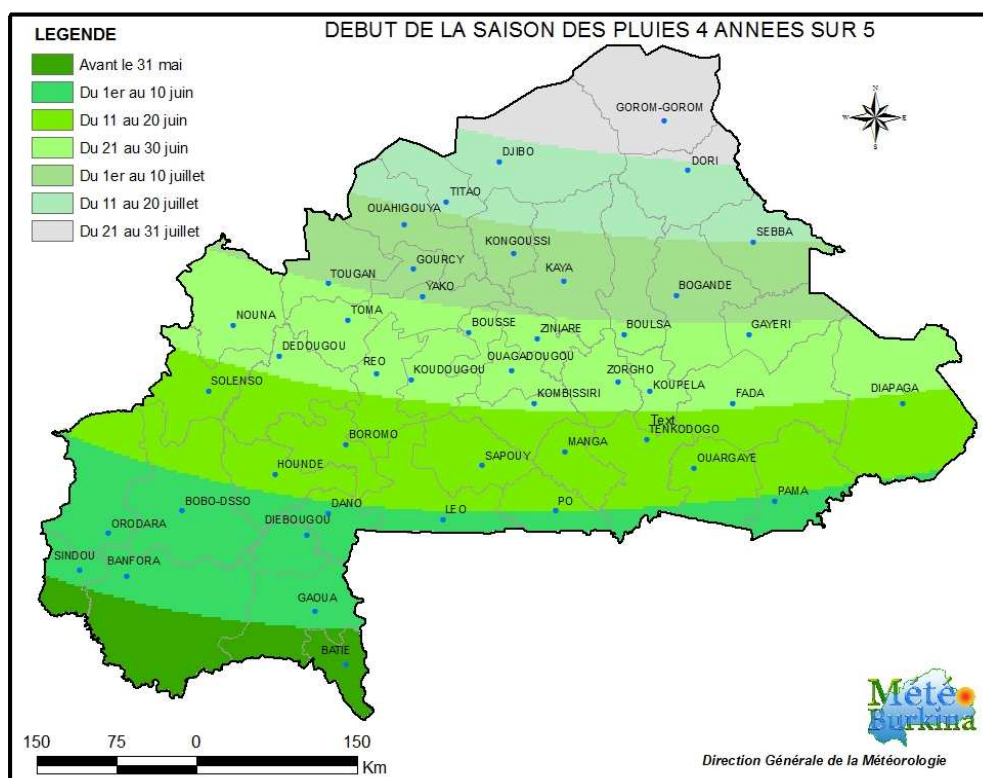 DEBUT DE LA SAISON DES PLUIES 4 ANNEES SUR 5
LEGENDE
Avant le 31 mai
Du 1er au 10 juin
Du 11 au 20 juin
Du 21 au 30 juin
Du 1er au 10 juillet
Du 11 au 20 juillet
Du 21 au 31 juillet
N
E
S
W
GOROM-GOROM
DJIBO
DORI
TITAO
OUAHIGOUYA
SEBBA
KONGOUSSI
GOURCY
KAYA
TOUGAN
YAKO
BOGANDE
NOUNA
TOMA
BOUSSE
ZINIARE
BOULSA
GAYERI
DEDOUGOU
OUAGADOUGOU
REO
KOUDOUGOU
ZORGHO
SOLENSO
KOMBISSIRI
KOUPELA
FADA
DIAPAGA
Text
TENKODOGO
BOROMO
MANGA
SAPOUY
HOUNDE
OUARGAYE
PAMA
BOBO-DSSO
DANO
LEO
PO
ORODARA
DIEBOUGOU
SINDOU
BANFORA
GAOUA
BATIE
150 75 0 150
Km
Météo
Burkina
Direction Générale de la Météorologie